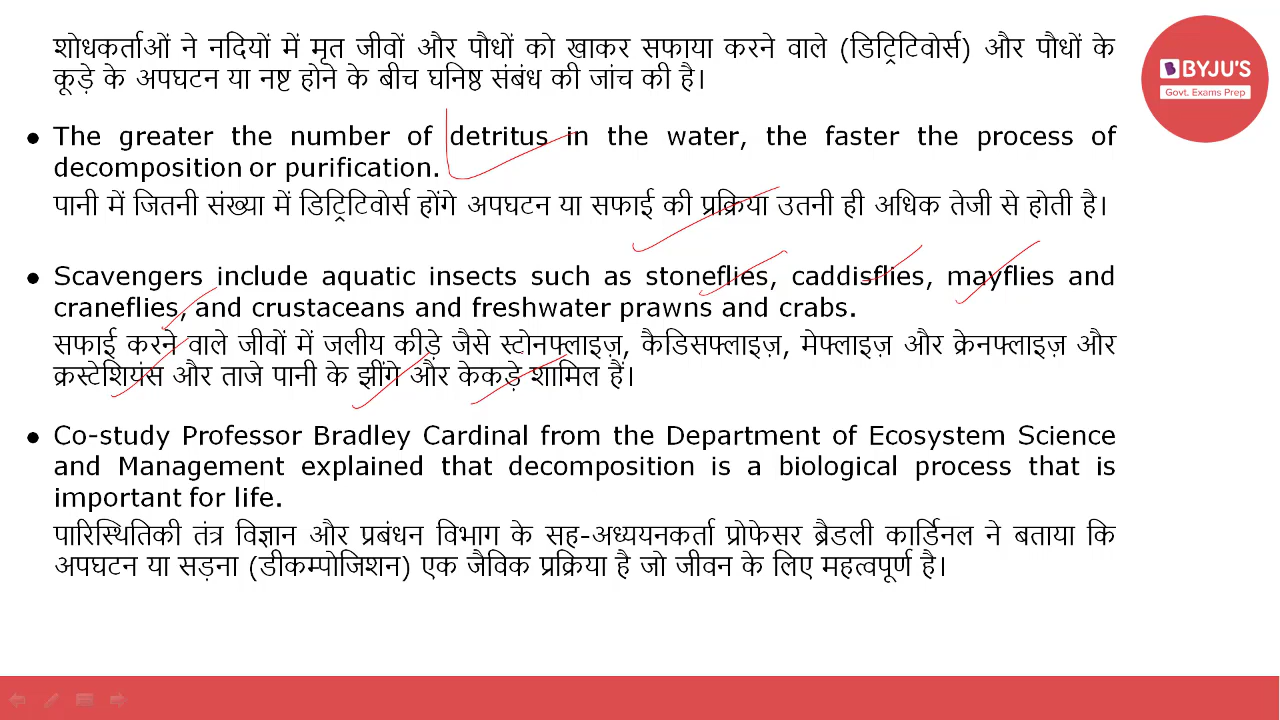 शोधकर्ताओं ने नदियों में मृत जीवों और पौधों को खाकर सफाया करने वाले (डिट्रिटिवोर्स) और पौधों के
कूड़े के अपघटन या नष्ट होने के बीच घनिष्ठ संबंध की जांच की है।
BYJU'S
Govt. Exams Prep
● The greater the number of detritus in the water, the faster the process of
decomposition or purification.
पानी में जितनी संख्या में डिट्रिटिवोर्स होंगे अपघटन या सफाई की प्रक्रिया उतनी ही अधिक तेजी से होती है।
● Scavengers include aquatic insects such as stoneflies, caddisflies, mayflies and
craneflies, and crustaceans and freshwater prawns and crabs.
सफाई करने वाले जीवों में जलीय कीड़े जैसे स्टोनफ्लाइज़, कैडिसफ्लाइज़, मेफ्लाइज़ और क्रेनफ्लाइज़ और
क्रस्टेशियंस और ताजे पानी के झींगे और केकड़े शामिल हैं।
● Co-study Professor Bradley Cardinal from the Department of Ecosystem Science
and Management explained that decomposition is a biological process that is
important for life.
पारिस्थितिकी तंत्र विज्ञान और प्रबंधन विभाग के सह-अध्ययनकर्ता प्रोफेसर ब्रैडली कार्डिनल ने बताया कि
अपघटन या सड़ना (डीकम्पोजिशन) एक जैविक प्रक्रिया है जो जीवन के लिए महत्वपूर्ण है।